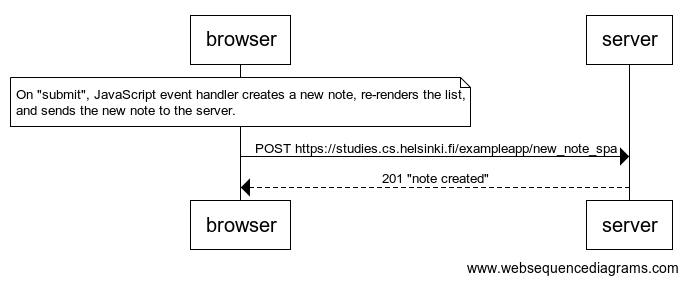 browser
server
On "submit", JavaScript event handler creates a new note, re-renders the list,
and sends the new note to the server.
POST https://studies.cs.helsinki.fi/exampleapp/new_note_spa
201 "note created"
browser
server
www.websequencediagrams.com